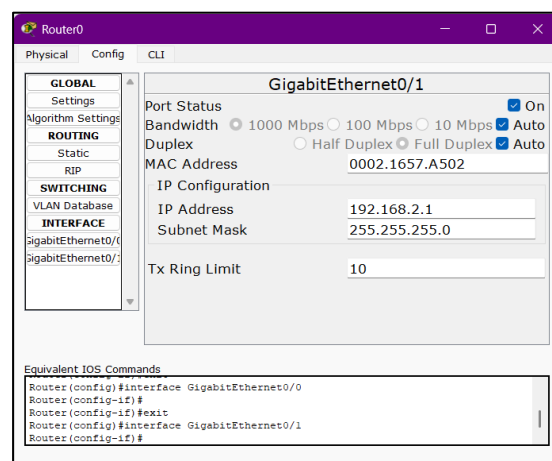 Router0
Physical Config CLI
GLOBAL
Settings
Algorithm Settings
ROUTING
Static
RIP
SWITCHING
VLAN Database
INTERFACE
GigabitEthernet0/0
GigabitEthernet0/1
GigabitEthernet0/1
Port Status On
Bandwidth 1000 Mbps 100 Mbps 10 Mbps Auto
Duplex Half Duplex Full Duplex Auto
MAC Address 0002.1657.A502
IP Configuration
IP Address 192.168.2.1
Subnet Mask 255.255.255.0
Tx Ring Limit 10
Equivalent IOS Commands
Router(config)#interface GigabitEthernet0/0
Router(config-if)#
Router(config-if)#exit
Router(config)#interface GigabitEthernet0/1
Router(config-if)#